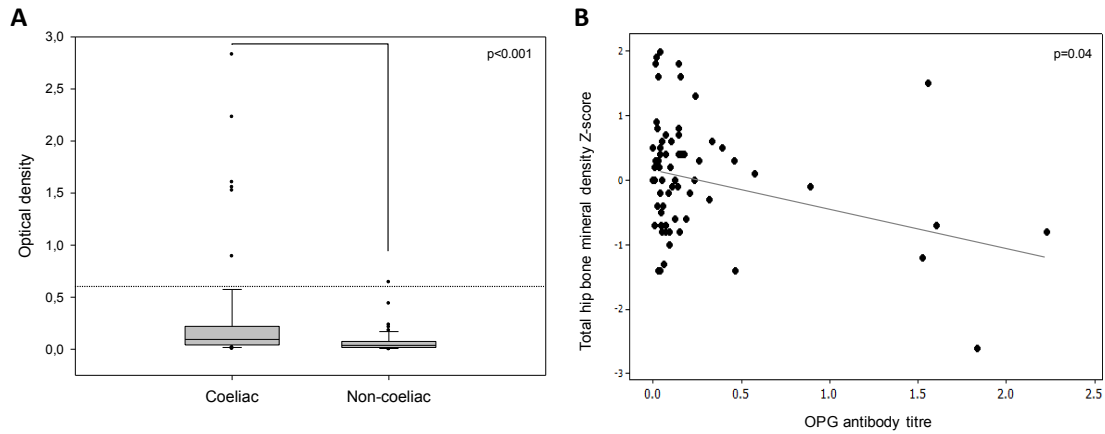 A
3,0
2,5
2,0
1,5
1,0
0,5
0,0
Optical density
p<0.001
Coeliac
Non-coeliac
B
2
1
0
-1
-2
-3
Total hip bone mineral density Z-score
p=0.04
0.0
0.5
1.0
1.5
2.0
2.5
OPG antibody titre